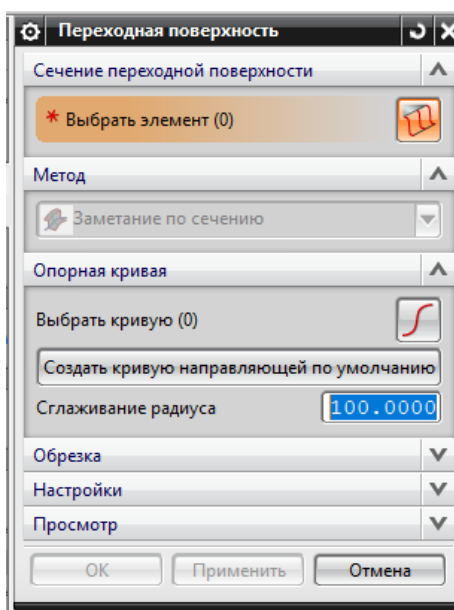 Переходная поверхность
Сечение переходной поверхности
* Выбрать элемент (0)
Метод
Заметание по сечению
Опорная кривая
Выбрать кривую (0)
Создать кривую направляющей по умолчанию
Сглаживание радиуса 100.0000
Обрезка
Настройки
Просмотр
ОК Применить Отмена